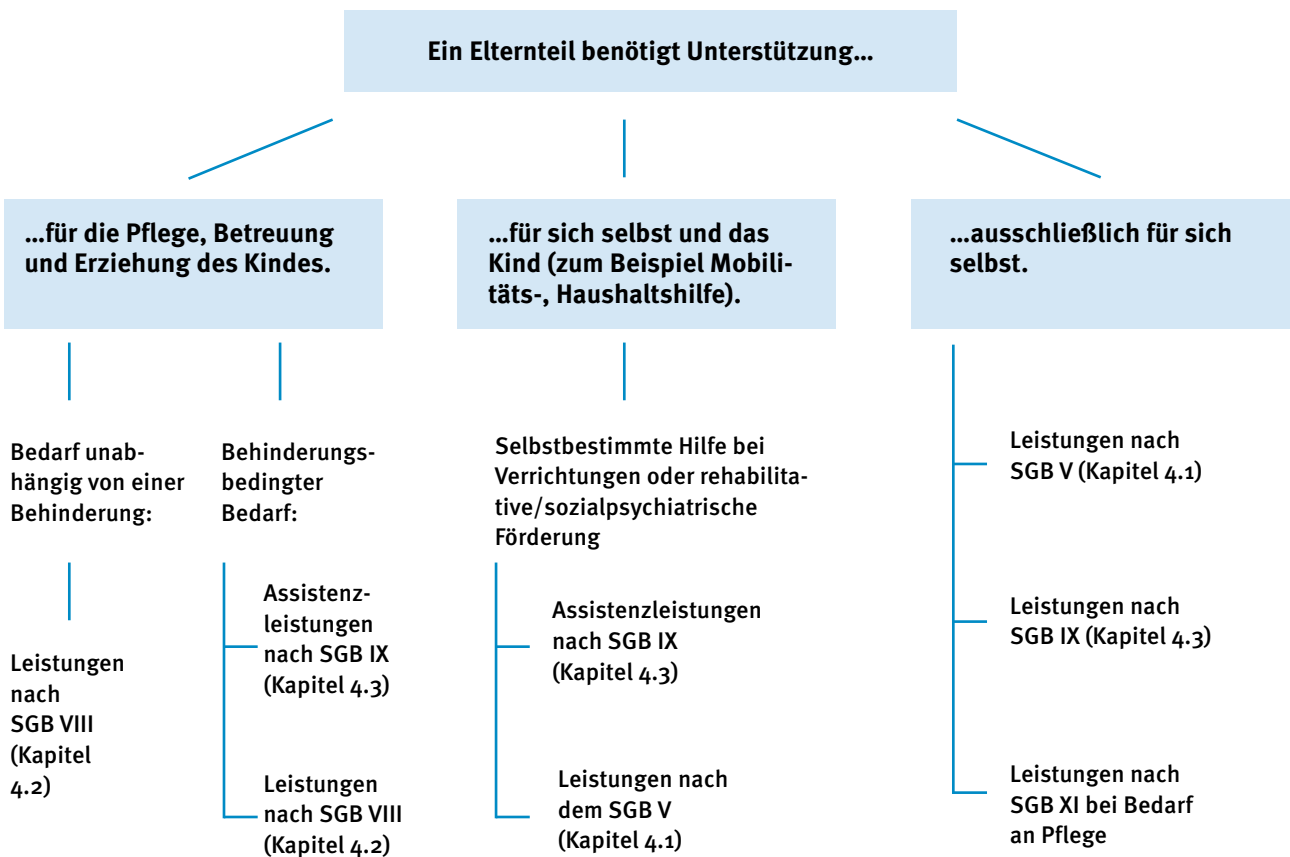 Ein Elternteil benötigt Unterstützung...
...für die Pflege, Betreuung
und Erziehung des Kindes.
...für sich selbst und das
Kind (zum Beispiel Mobili-
täts-, Haushaltshilfe).
...ausschließlich für sich
selbst.
Bedarf unab-
hängig von einer
Behinderung:
Leistungen
nach
SGB VIII
(Kapitel
4.2)
Behinderungs-
bedingter
Bedarf:
Assistenz-
leistungen
nach SGB IX
(Kapitel 4.3)
Leistungen
nach SGB VIII
(Kapitel 4.2)
Selbstbestimmte Hilfe bei
Verrichtungen oder rehabilita-
tive/sozialpsychiatrische
Förderung
Assistenzleistungen
nach SGB IX
(Kapitel 4.3)
Leistungen nach
dem SGB V
(Kapitel 4.1)
Leistungen nach
SGB V (Kapitel 4.1)
Leistungen nach
SGB IX (Kapitel 4.3)
Leistungen nach
SGB XI bei Bedarf
an Pflege